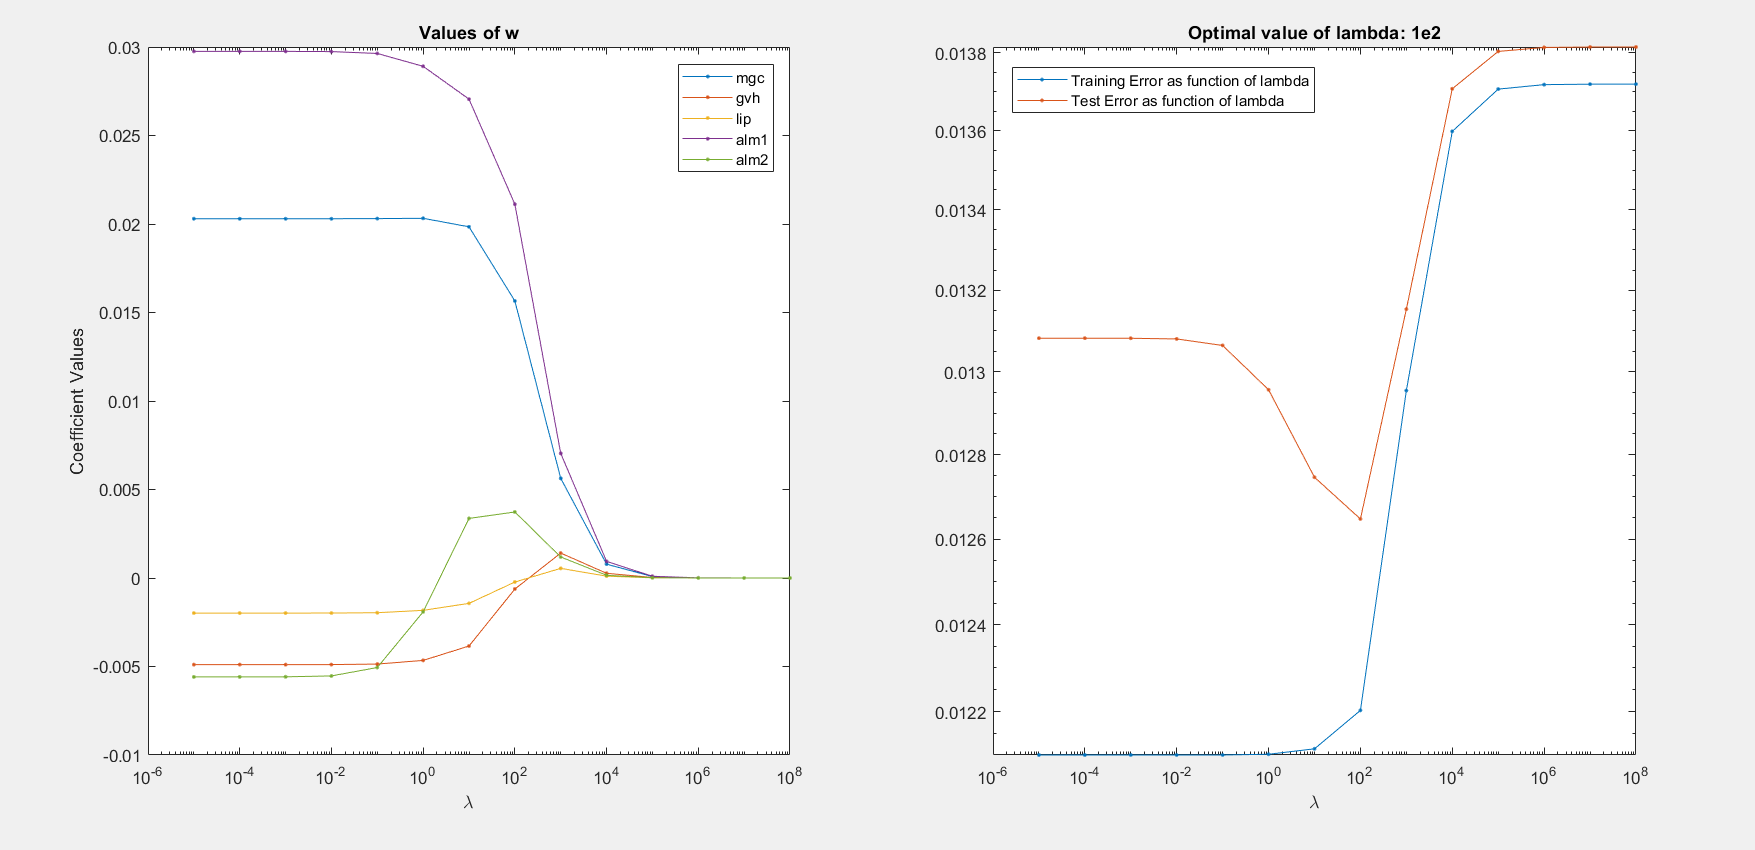 Values of w
0.03
0.025
0.02
0.015
0.01
0.005
0
-0.005
-0.01
Coefficient Values
mgc
gvh
lip
alm1
alm2
10^-6 10^-4 10^-2 10^0 10^2 10^4 10^6 10^8
λ
Optimal value of lambda: 1e2
0.0138
0.0136
0.0134
0.0132
0.013
0.0128
0.0126
0.0124
0.0122
Training Error as function of lambda
Test Error as function of lambda
10^-6 10^-4 10^-2 10^0 10^2 10^4 10^6 10^8
λ